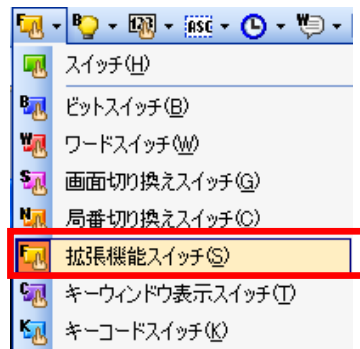 F B 123 ASC W
スイッチ(H)
B ビットスイッチ(B)
W ワードスイッチ(W)
S 画面切り換えスイッチ(G)
N 局番切り換えスイッチ(C)
F 拡張機能スイッチ(S)
S キーウィンドウ表示スイッチ(T)
K キーコードスイッチ(K)